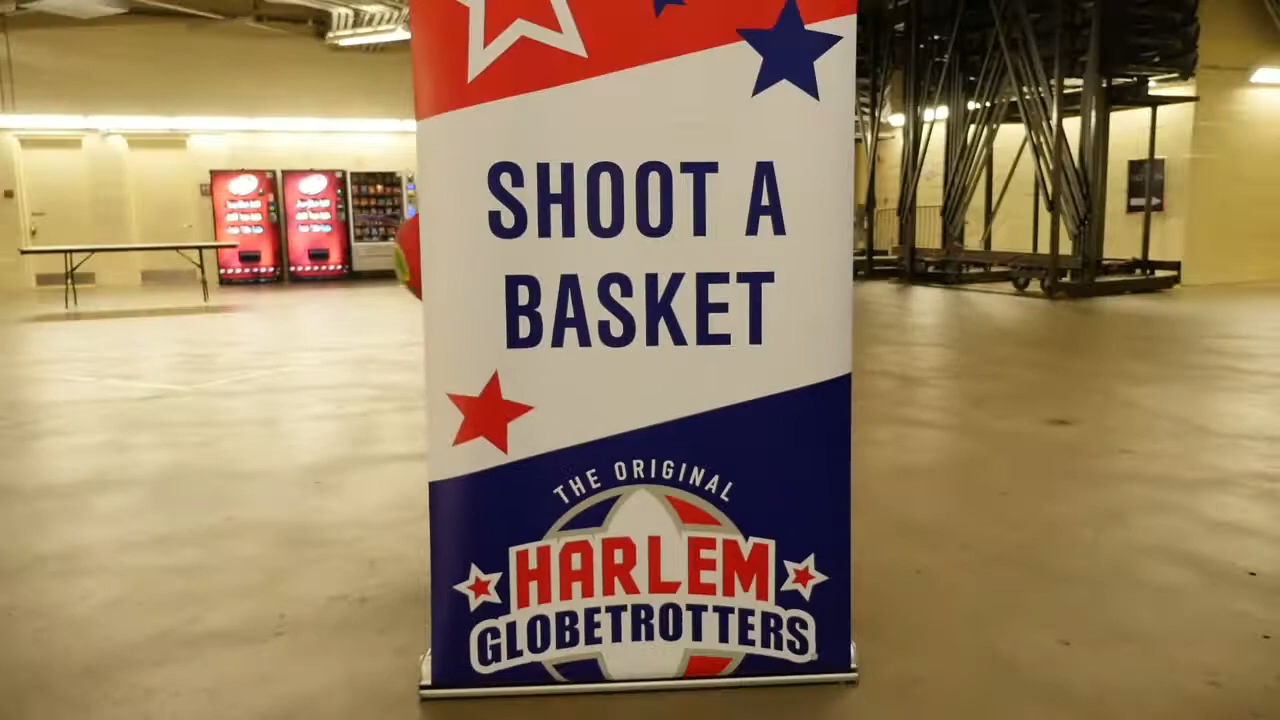 SHOOT A
BASKET
THE ORIGINAL
HARLEM
GLOBETROTTERS